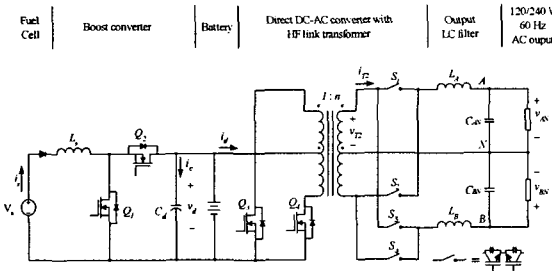 Fuel Cell
Boost converter
Battery
Direct DC-AC converter with HF link transformer
Output LC filter
120/240 V 60 Hz AC ouput
i_T2
1 : n
S_1
L_A
A
Q_2
i_d
+
v_T2
-
C_AN
+
v_AN
-
L_s
i_s
i_c
N
V_s
Q_1
C_d
+
v_d
-
Q_3
Q_4
S_2
S_3
C_BN
+
v_BN
-
L_B
B
S_4
=